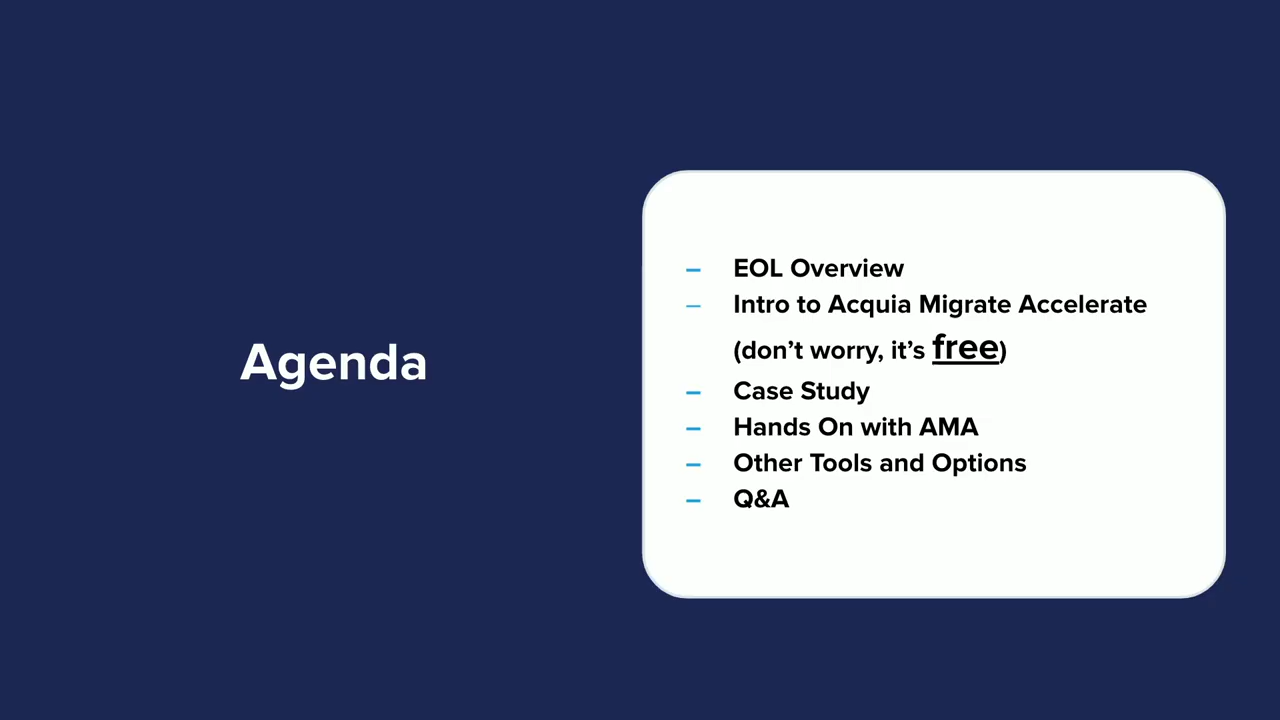 Agenda
– EOL Overview
– Intro to Acquia Migrate Accelerate
(don’t worry, it’s free)
– Case Study
– Hands On with AMA
– Other Tools and Options
– Q&A